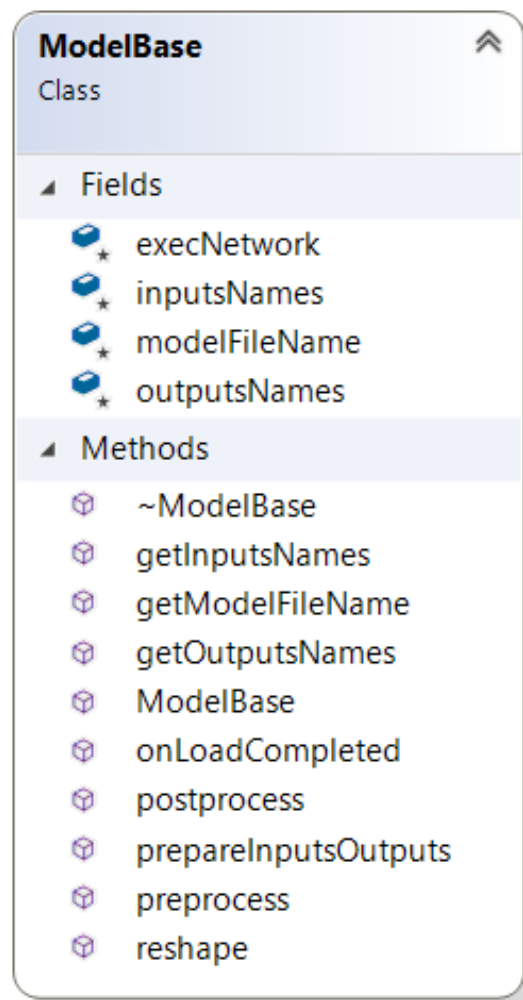 ModelBase
Class
Fields
execNetwork
inputsNames
modelFileName
outputsNames
Methods
~ModelBase
getInputsNames
getModelFileName
getOutputsNames
ModelBase
onLoadCompleted
postprocess
prepareInputsOutputs
preprocess
reshape